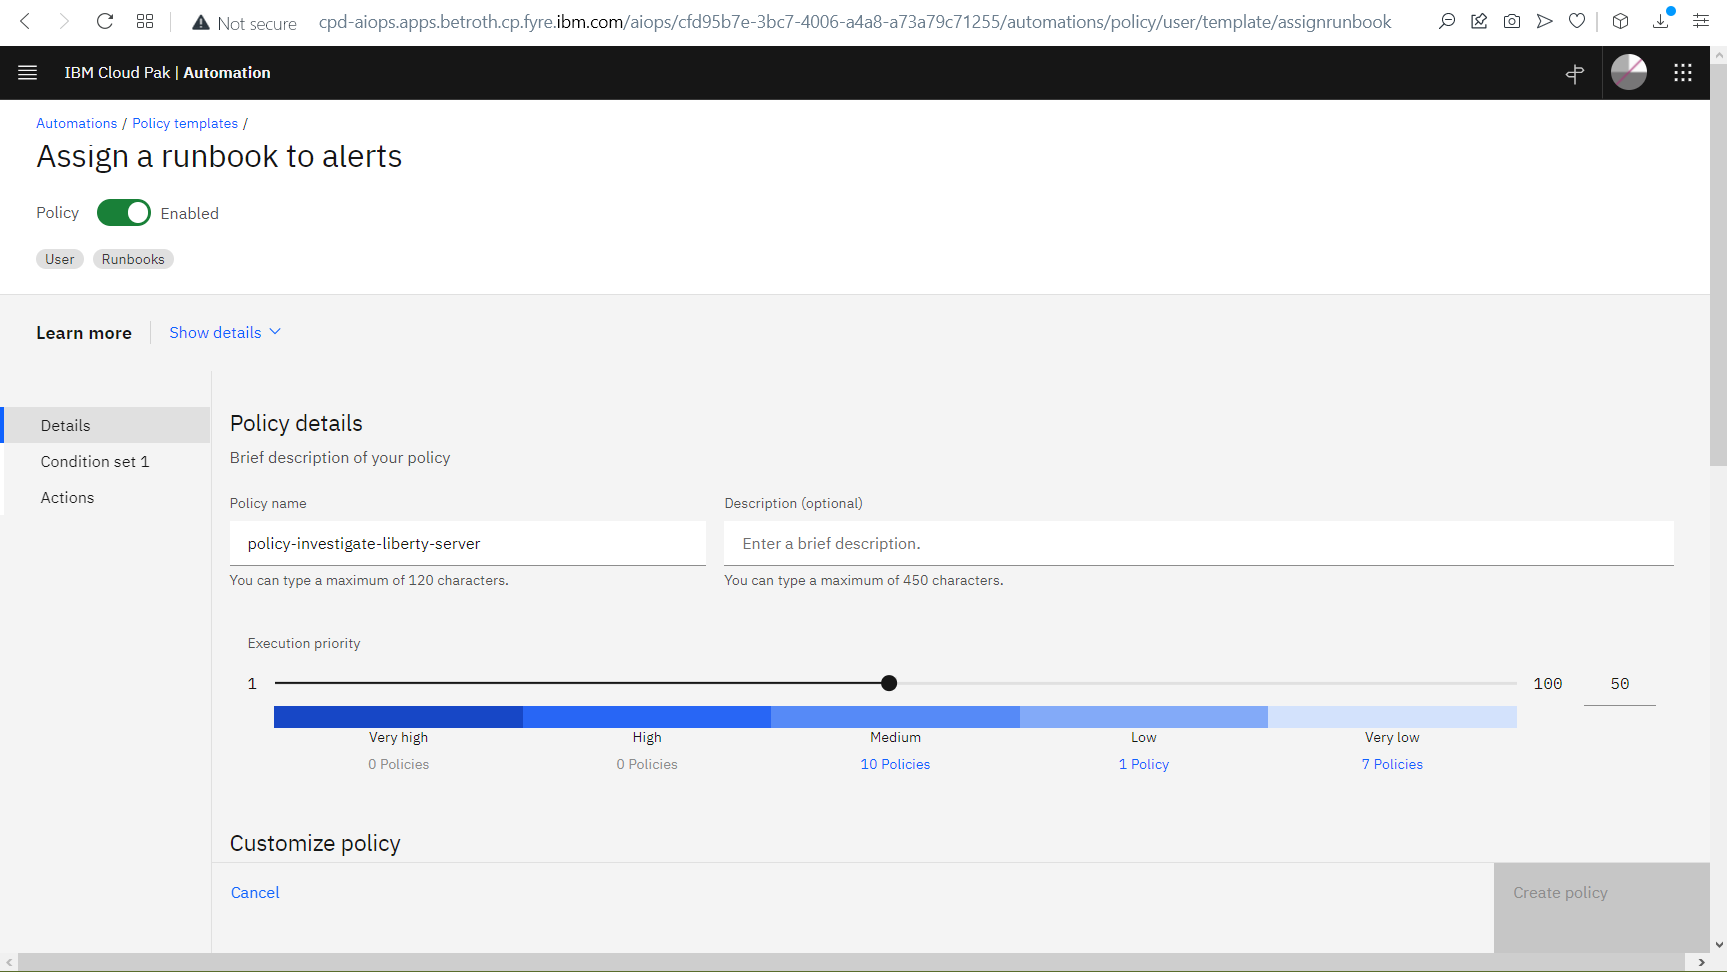 Not secure cpd-aiops.apps.betroth.cp.fyre.ibm.com/aiops/cfd95b7e-3bc7-4006-a4a8-a73a79c71255/automations/policy/user/template/assignrunbook
IBM Cloud Pak | Automation
Automations / Policy templates /
Assign a runbook to alerts
Policy Enabled
User Runbooks
Learn more Show details
Details
Condition set 1
Actions
Policy details
Brief description of your policy
Policy name Description (optional)
policy-investigate-liberty-server Enter a brief description.
You can type a maximum of 120 characters. You can type a maximum of 450 characters.
Execution priority
1 100 50
Very high High Medium Low Very low
0 Policies 0 Policies 10 Policies 1 Policy 7 Policies
Customize policy
Cancel Create policy